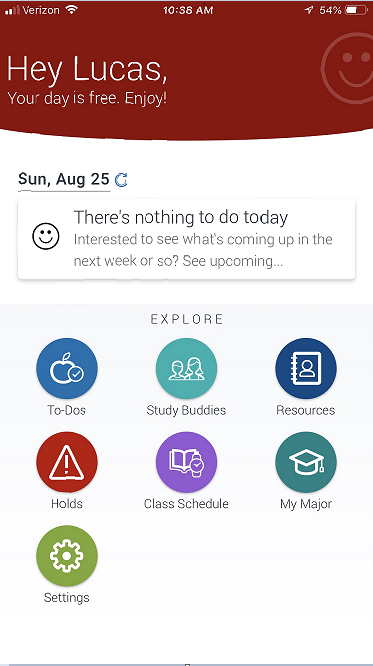 Verizon 10:38 AM 54%
Hey Lucas,
Your day is free. Enjoy!
Sun, Aug 25
There's nothing to do today
Interested to see what's coming up in the
next week or so? See upcoming...
EXPLORE
To-Dos Study Buddies Resources
Holds Class Schedule My Major
Settings